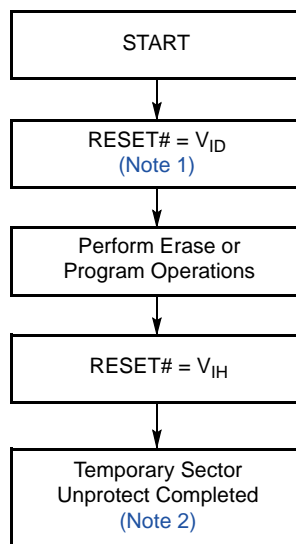 START
RESET# = VID
(Note 1)
Perform Erase or
Program Operations
RESET# = VIH
Temporary Sector
Unprotect Completed
(Note 2)